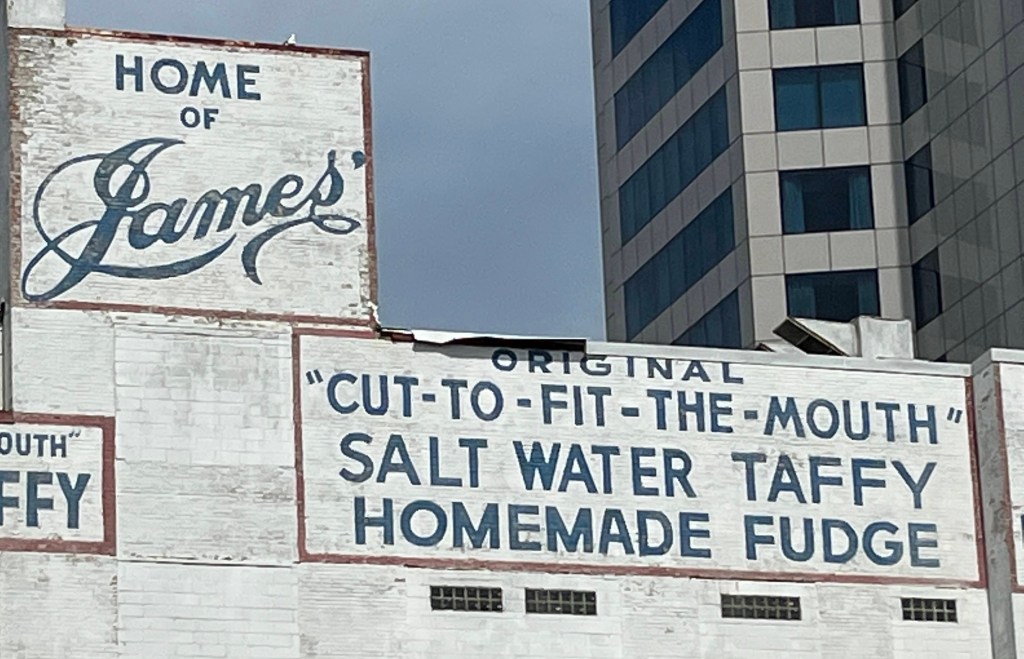 HOME
OF
James'
ORIGINAL
"CUT-TO-FIT-THE-MOUTH"
SALT WATER TAFFY
HOMEMADE FUDGE
OUTH"
FFY